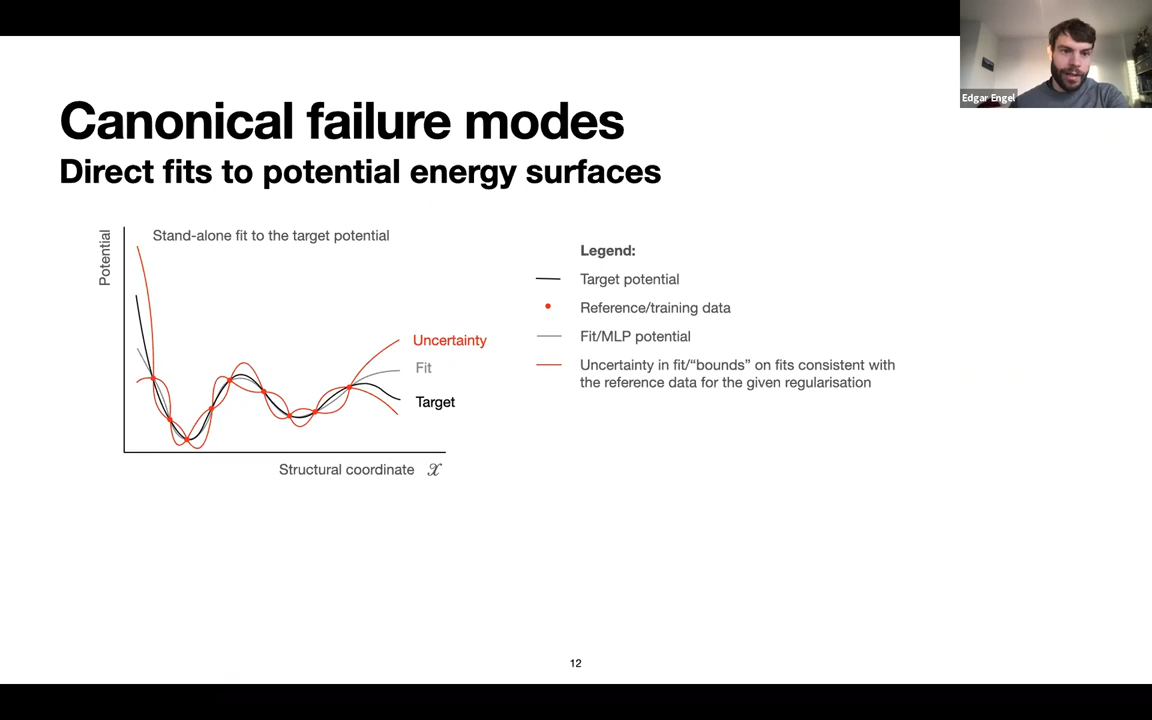 Edgar Engel
Canonical failure modes
Direct fits to potential energy surfaces
Potential
Stand-alone fit to the target potential
Uncertainty
Fit
Target
Structural coordinate 𝒳
Legend:
Target potential
Reference/training data
Fit/MLP potential
Uncertainty in fit/“bounds” on fits consistent with
the reference data for the given regularisation
12